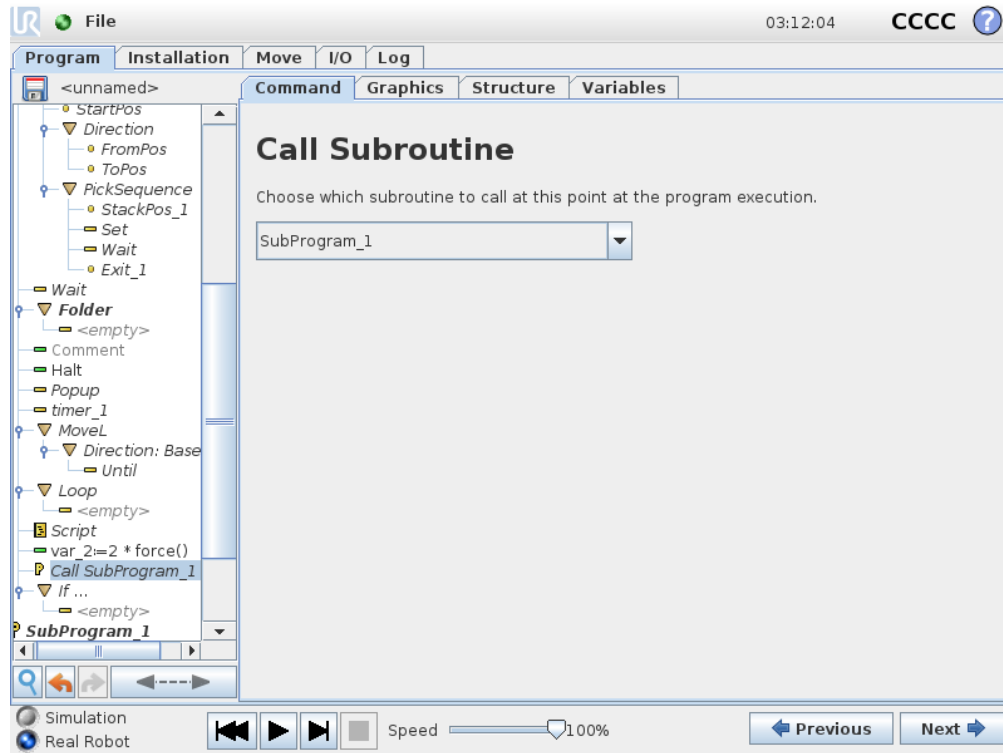 UR File 03:12:04 CCCC ?
Program Installation Move I/O Log
<unnamed>
Command Graphics Structure Variables
StartPos
Direction
FromPos
ToPos
PickSequence
StackPos_1
Set
Wait
Exit_1
Wait
Folder
<empty>
Comment
Halt
Popup
timer_1
MoveL
Direction: Base
Until
Loop
<empty>
Script
var_2:=2 * force()
Call SubProgram_1
If ...
<empty>
SubProgram_1
Call Subroutine
Choose which subroutine to call at this point at the program execution.
SubProgram_1
Simulation
Real Robot
Speed 100%
Previous Next